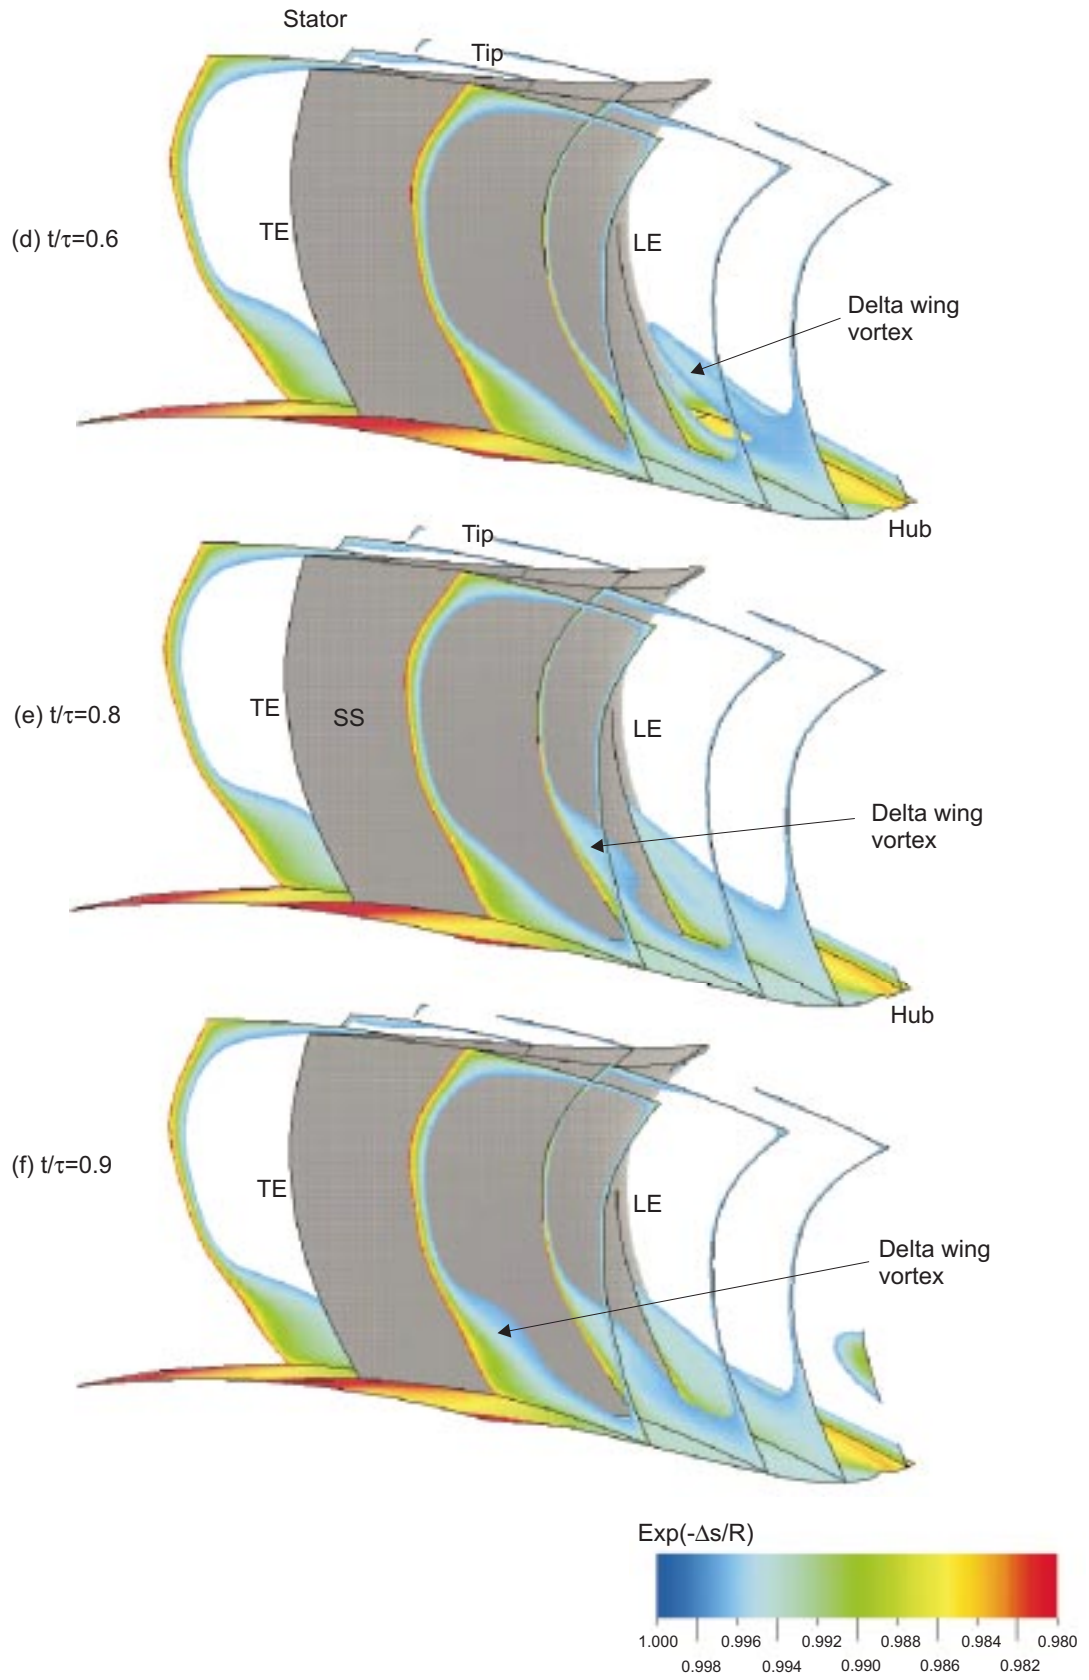 Stator
Tip
TE
LE
(d) t/τ=0.6
Delta wing
vortex
Hub
Tip
(e) t/τ=0.8
TE
SS
LE
Delta wing
vortex
Hub
(f) t/τ=0.9
TE
LE
Delta wing
vortex
Exp(-Δs/R)
1.000 0.996 0.992 0.988 0.984 0.980
0.998 0.994 0.990 0.986 0.982